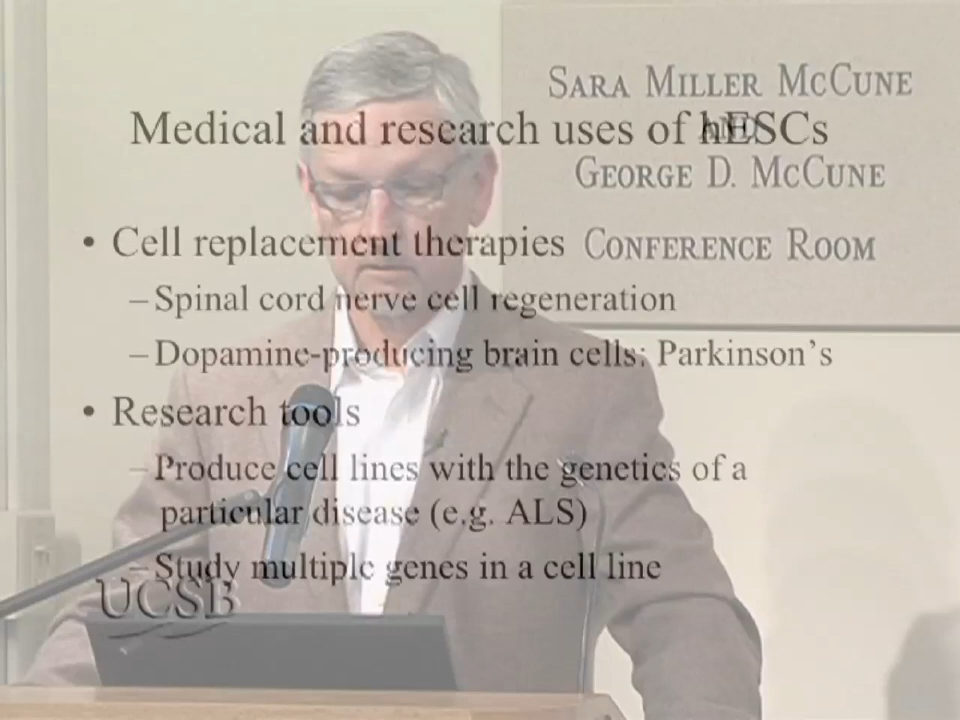 SARA MILLER MCCUNE
AND
GEORGE D. MCCUNE
CONFERENCE ROOM
Medical and research uses of hESCs
• Cell replacement therapies
– Spinal cord nerve cell regeneration
– Dopamine-producing brain cells: Parkinson's
• Research tools
– Produce cell lines with the genetics of a
particular disease (e.g. ALS)
– Study multiple genes in a cell line
UCSB